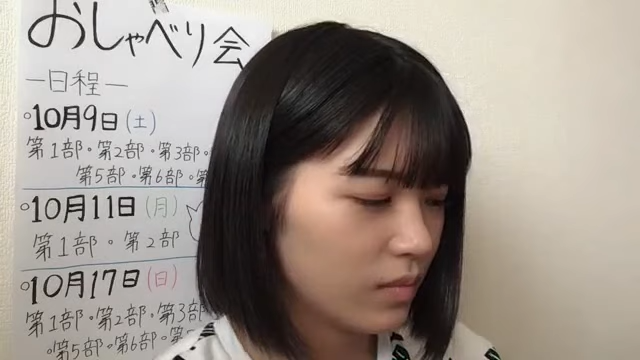 おしゃべり会
ー日程ー
○10月9日(土)
第1部。第2部。第3部。
第5部。第6部。第
○10月11日(月)
第1部。第2部
○10月17日(日)
第1部。第2部。第3部
。第5部。第6部。第